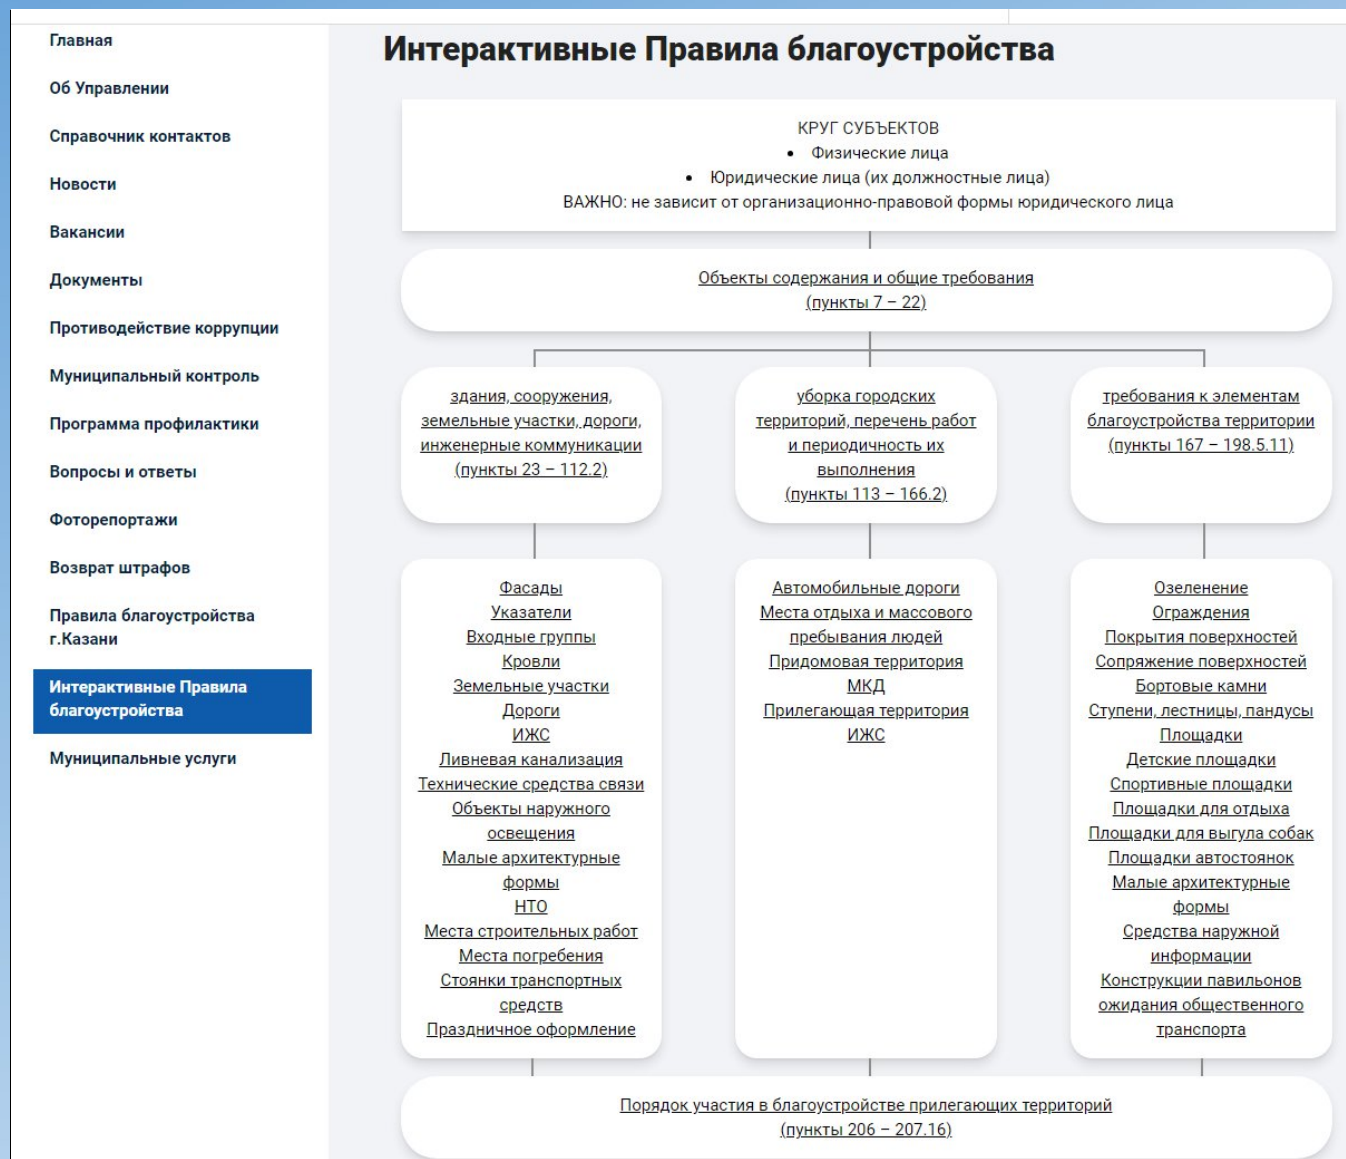 Главная
Об Управлении
Справочник контактов
Новости
Вакансии
Документы
Противодействие коррупции
Муниципальный контроль
Программа профилактики
Вопросы и ответы
Фоторепортажи
Возврат штрафов
Правила благоустройства
г.Казани
Интерактивные Правила
благоустройства
Муниципальные услуги
Интерактивные Правила благоустройства
КРУГ СУБЪЕКТОВ
• Физические лица
• Юридические лица (их должностные лица)
ВАЖНО: не зависит от организационно-правовой формы юридического лица
Объекты содержания и общие требования
(пункты 7 – 22)
здания, сооружения,
земельные участки, дороги,
инженерные коммуникации
(пункты 23 – 112.2)
уборка городских
территорий, перечень работ
и периодичность их
выполнения
(пункты 113 – 166.2)
требования к элементам
благоустройства территории
(пункты 167 – 198.5.11)
Фасады
Указатели
Входные группы
Кровли
Земельные участки
Дороги
ИЖС
Ливневая канализация
Технические средства связи
Объекты наружного
освещения
Малые архитектурные
формы
НТО
Места строительных работ
Места погребения
Стоянки транспортных
средств
Праздничное оформление
Автомобильные дороги
Места отдыха и массового
пребывания людей
Придомовая территория
МКД
Прилегающая территория
ИЖС
Озеленение
Ограждения
Покрытия поверхностей
Сопряжение поверхностей
Бортовые камни
Ступени, лестницы, пандусы
Площадки
Детские площадки
Спортивные площадки
Площадки для отдыха
Площадки для выгула собак
Площадки автостоянок
Малые архитектурные
формы
Средства наружной
информации
Конструкции павильонов
ожидания общественного
транспорта
Порядок участия в благоустройстве прилегающих территорий
(пункты 206 – 207.16)